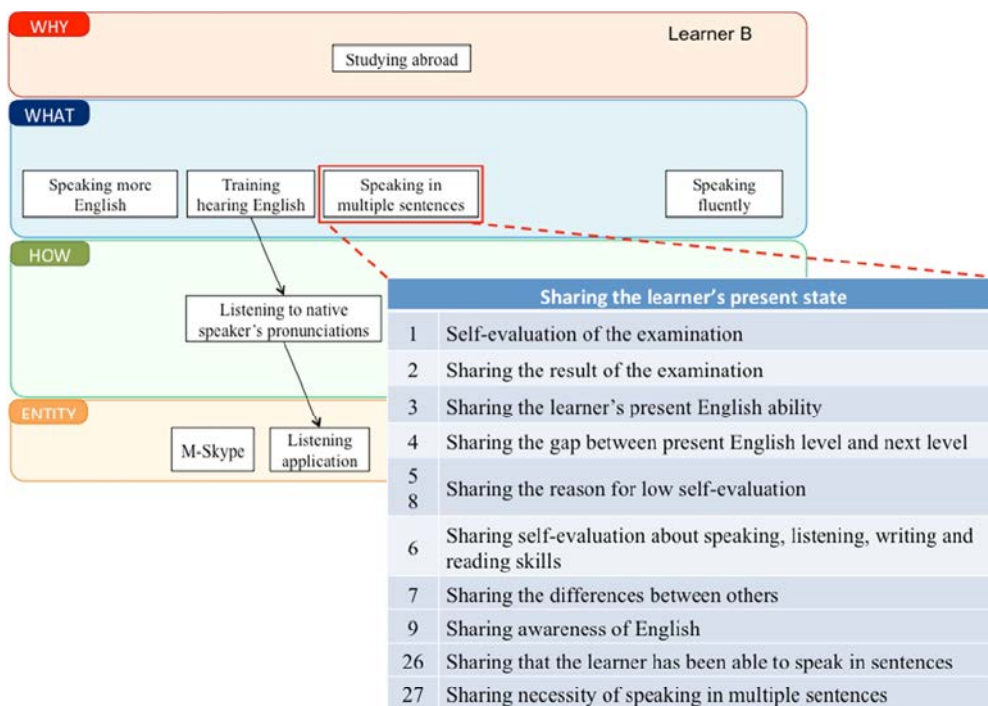 WHY
Learner B
Studying abroad
WHAT
Speaking more
English
Training
hearing English
Speaking in
multiple sentences
Speaking
fluently
HOW
Listening to native
speaker's pronunciations
ENTITY
M-Skype
Listening
application
Sharing the learner's present state
1 Self-evaluation of the examination
2 Sharing the result of the examination
3 Sharing the learner's present English ability
4 Sharing the gap between present English level and next level
5
8
Sharing the reason for low self-evaluation
6 Sharing self-evaluation about speaking, listening, writing and
reading skills
7 Sharing the differences between others
9 Sharing awareness of English
26 Sharing that the learner has been able to speak in sentences
27 Sharing necessity of speaking in multiple sentences